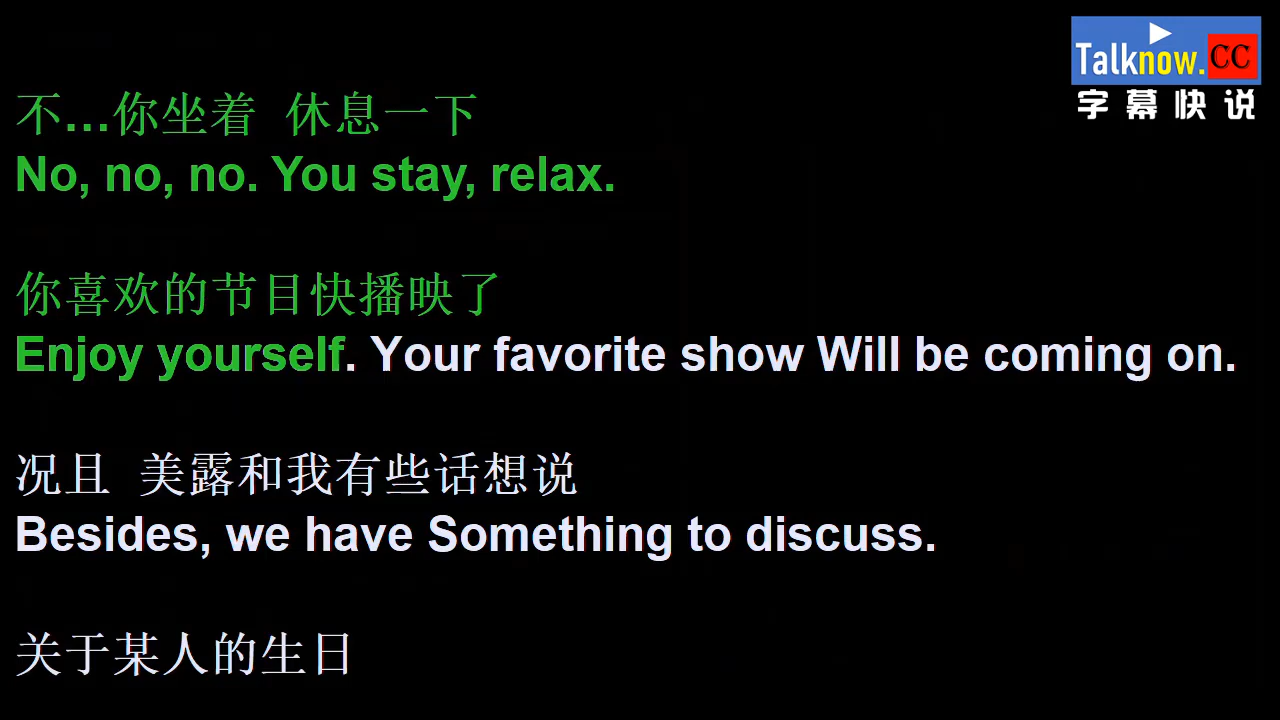 Talknow.CC
字幕快说
不...你坐着 休息一下
No, no, no. You stay, relax.
你喜欢的节目快播映了
Enjoy yourself. Your favorite show Will be coming on.
况且 美露和我有些话想说
Besides, we have Something to discuss.
关于某人的生日